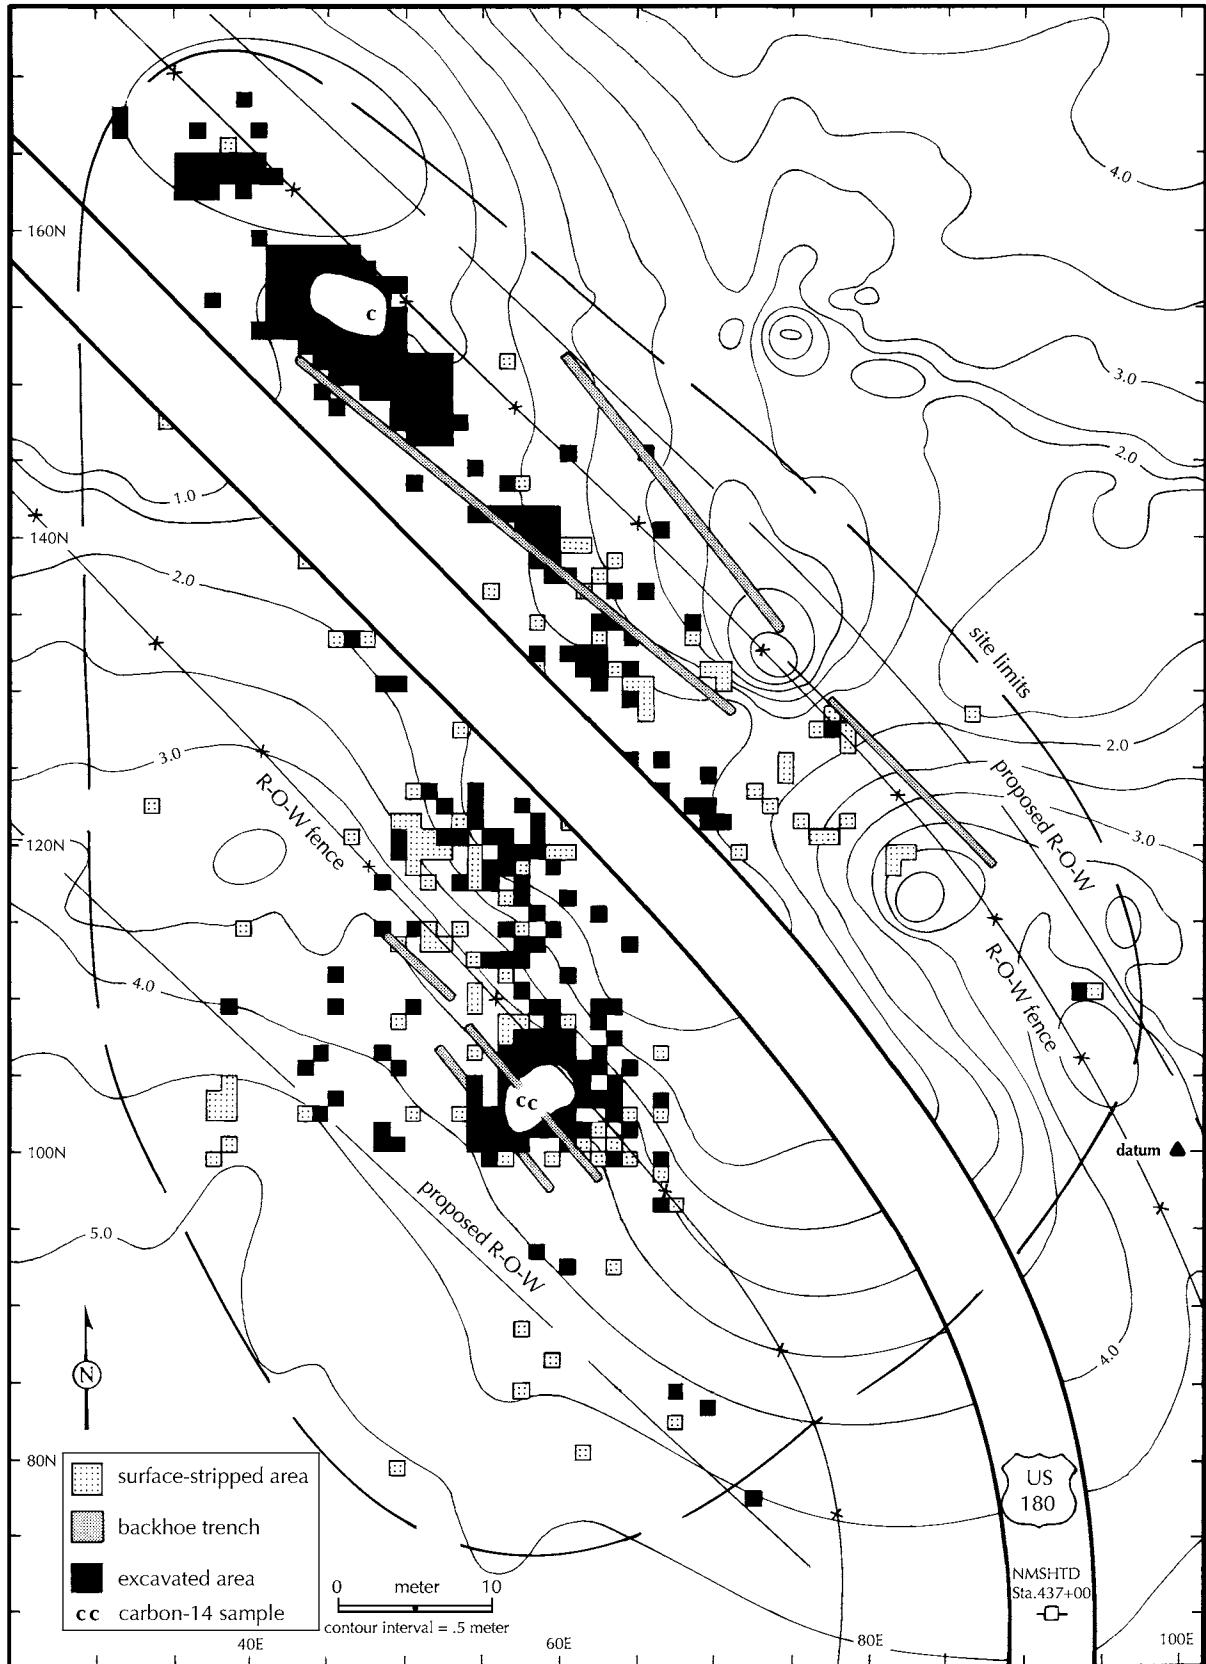 4.0
160N
c
3.0
2.0
1.0
140N
2.0
site limits
2.0
3.0
R-O-W fence
proposed R-O-W
3.0
120N
R-O-W fence
4.0
cc
100N
datum
proposed R-O-W
5.0
4.0
N
80N
surface-stripped area
backhoe trench
excavated area
cc carbon-14 sample
0 meter 10
contour interval = .5 meter
US
180
NMSHTD
Sta.437+00
40E
60E
80E
100E